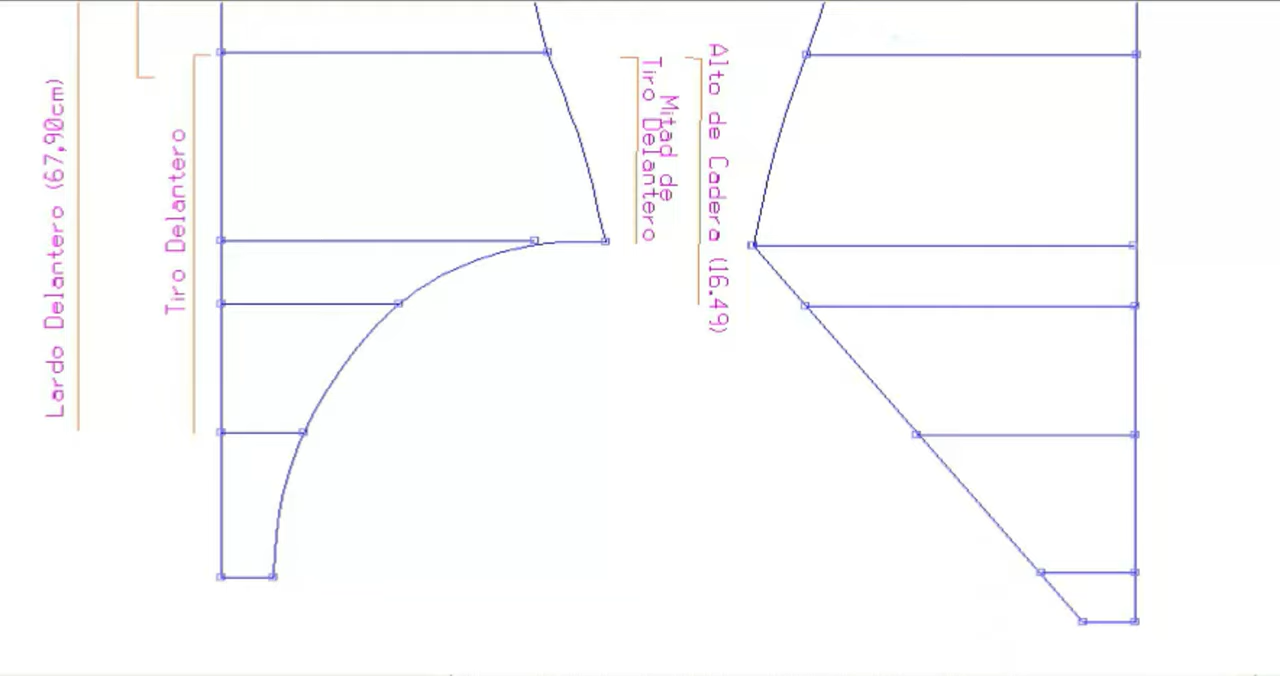 Lardo Delantero (67,90cm)
Tiro Delantero
Mitad de
Tiro Delantero
Alto de Cadera (16.49)